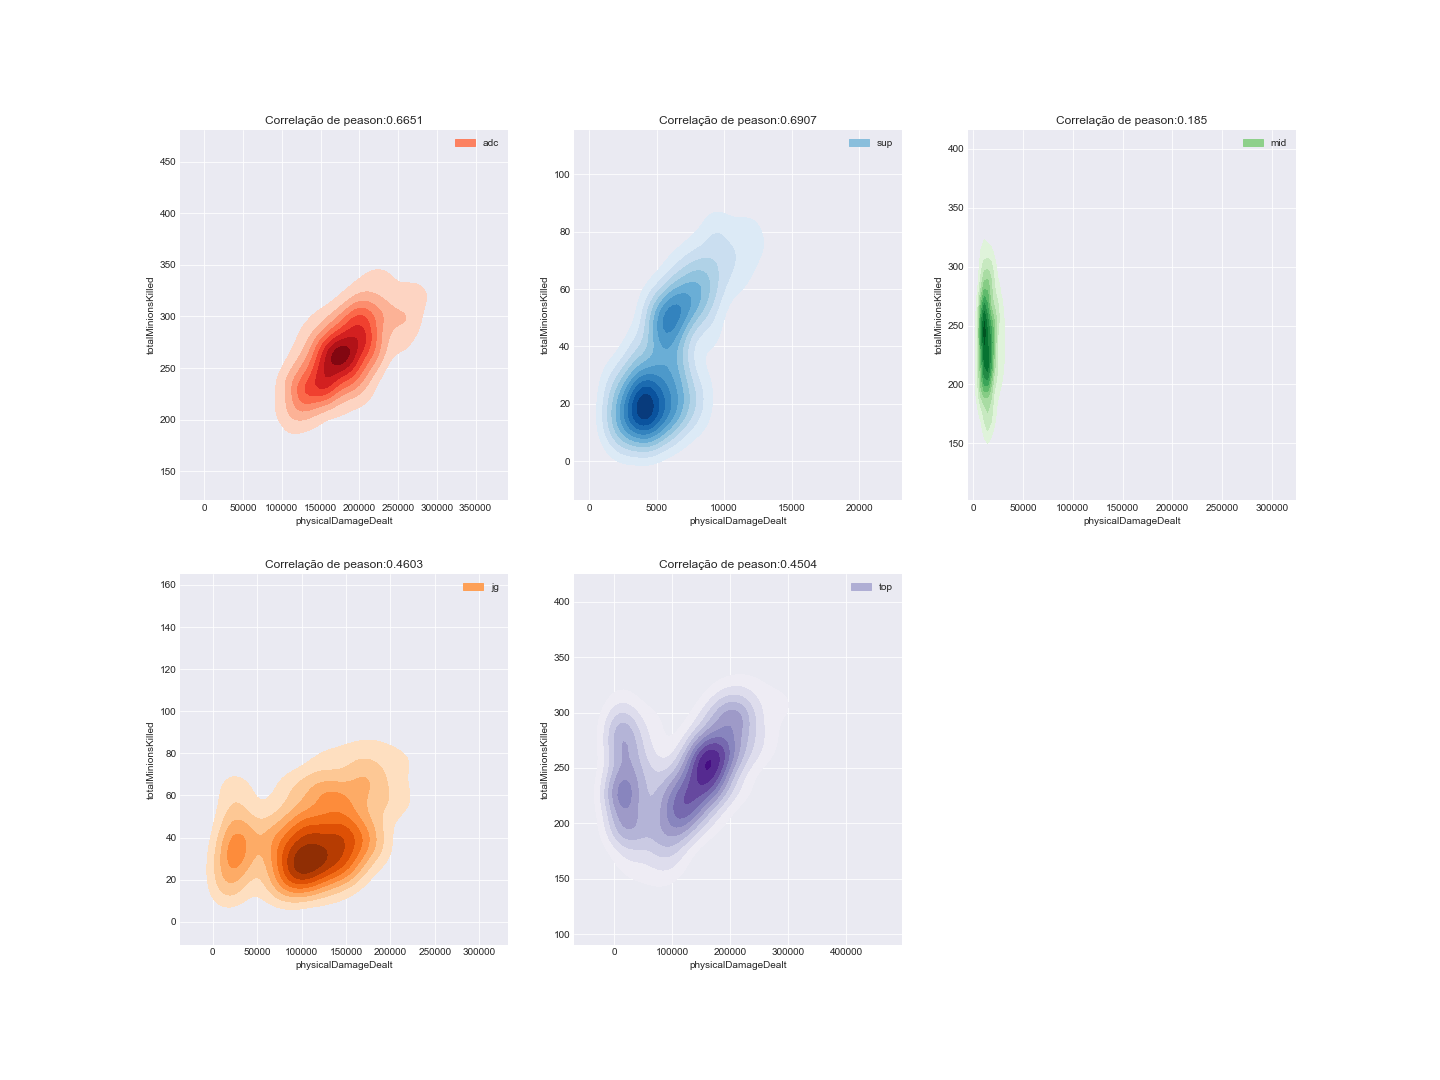 Correlação de peason:0.6651
adc
450
400
350
300
250
200
150
totalMinionsKilled
0 50000 100000 150000 200000 250000 300000 350000
physicalDamageDealt
Correlação de peason:0.6907
sup
100
80
60
40
20
0
totalMinionsKilled
0 5000 10000 15000 20000
physicalDamageDealt
Correlação de peason:0.185
mid
400
350
300
250
200
150
totalMinionsKilled
0 50000 100000 150000 200000 250000 300000
physicalDamageDealt
Correlação de peason:0.4603
jg
160
140
120
100
80
60
40
20
0
totalMinionsKilled
0 50000 100000 150000 200000 250000 300000
physicalDamageDealt
Correlação de peason:0.4504
top
400
350
300
250
200
150
100
totalMinionsKilled
0 100000 200000 300000 400000
physicalDamageDealt